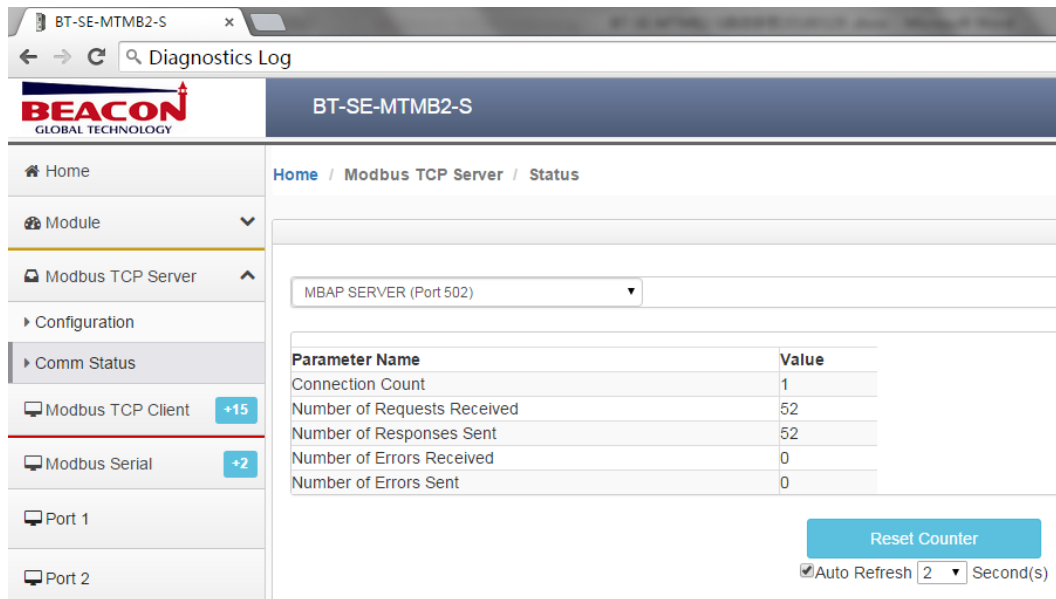 BT-SE-MTMB2-S
Diagnostics Log
BEACON
GLOBAL TECHNOLOGY
BT-SE-MTMB2-S
Home
Module
Modbus TCP Server
Configuration
Comm Status
Modbus TCP Client +15
Modbus Serial +2
Port 1
Port 2
Home / Modbus TCP Server / Status
MBAP SERVER (Port 502)
Parameter Name Value
Connection Count 1
Number of Requests Received 52
Number of Responses Sent 52
Number of Errors Received 0
Number of Errors Sent 0
Reset Counter
Auto Refresh 2 Second(s)